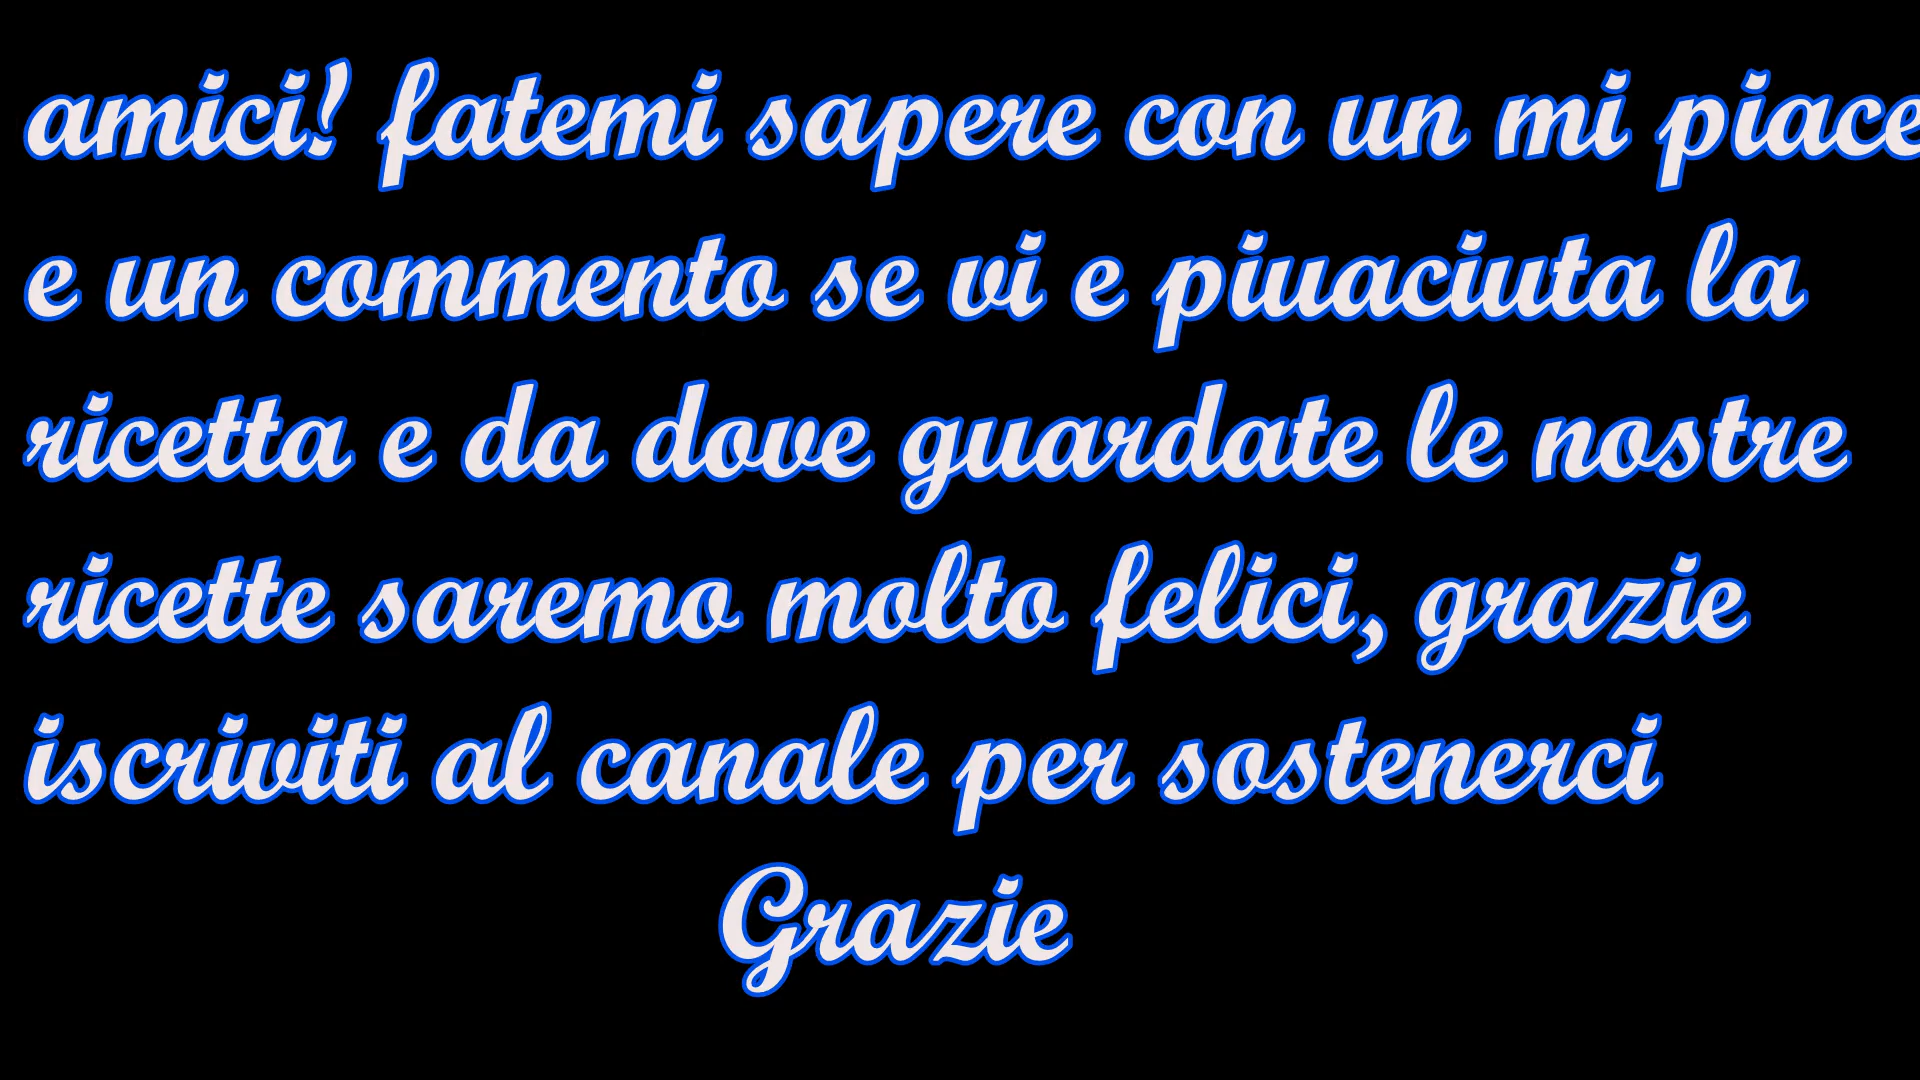 amici! fatemi sapere con un mi piace
e un commento se vi e piuaciuta la
ricetta e da dove guardate le nostre
ricette saremo molto felici, grazie
iscriviti al canale per sostenerci
Grazie